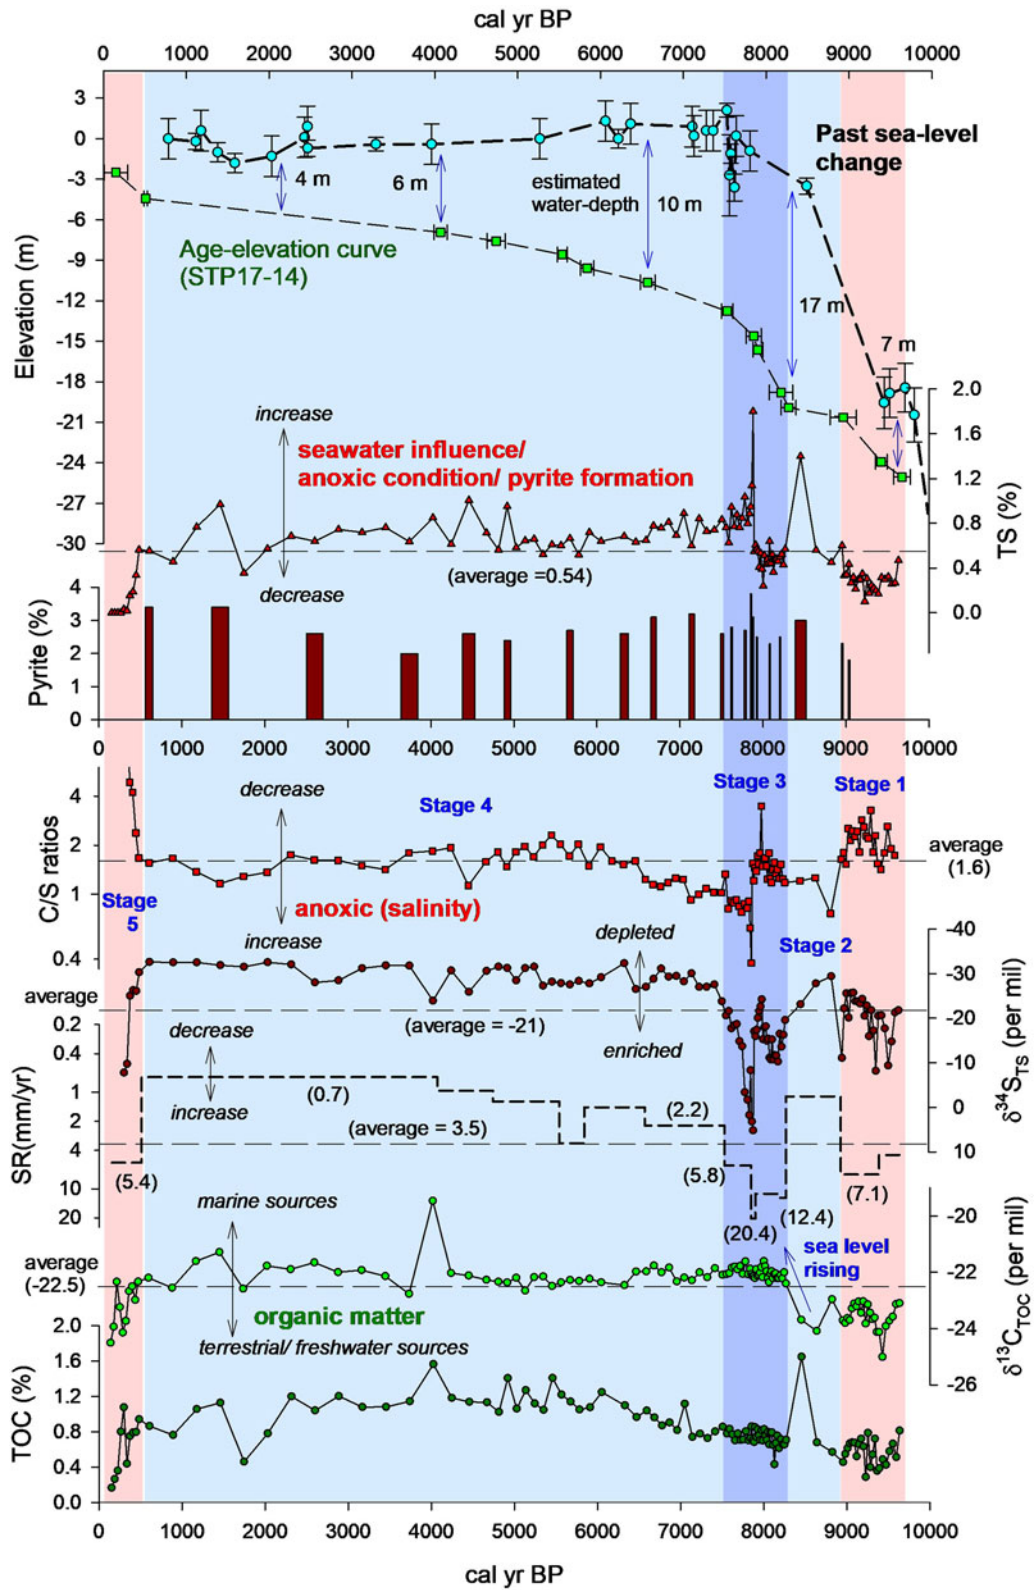 cal yr BP
0 1000 2000 3000 4000 5000 6000 7000 8000 9000 10000
3
0
-3
-6
-9
-12
-15
-18
-21
-24
-27
-30
Elevation (m)
Past sea-level
change
4 m
6 m
estimated
water-depth
10 m
17 m
7 m
Age-elevation curve
(STP17-14)
2.0
1.6
1.2
0.8
0.4
0.0
TS (%)
increase
seawater influence/
anoxic condition/ pyrite formation
(average =0.54)
decrease
4
3
2
1
0
Pyrite (%)
0 1000 2000 3000 4000 5000 6000 7000 8000 9000 10000
4
2
1
0.4
C/S ratios
decrease
Stage 4
Stage 3
Stage 1
average
(1.6)
Stage
5
anoxic (salinity)
increase
depleted
Stage 2
-40
-30
-20
-10
0
10
δ34STS (per mil)
average
(average = -21)
enriched
0.2
0.4
1
2
4
10
20
SR(mm/yr)
decrease
increase
(0.7)
(2.2)
(average = 3.5)
(5.4)
(5.8)
(7.1)
(12.4)
(20.4)
marine sources
sea level
rising
average
(-22.5)
organic matter
terrestrial/ freshwater sources
-20
-22
-24
-26
δ13CTOC (per mil)
2.0
1.6
1.2
0.8
0.4
0.0
TOC (%)
0 1000 2000 3000 4000 5000 6000 7000 8000 9000 10000
cal yr BP